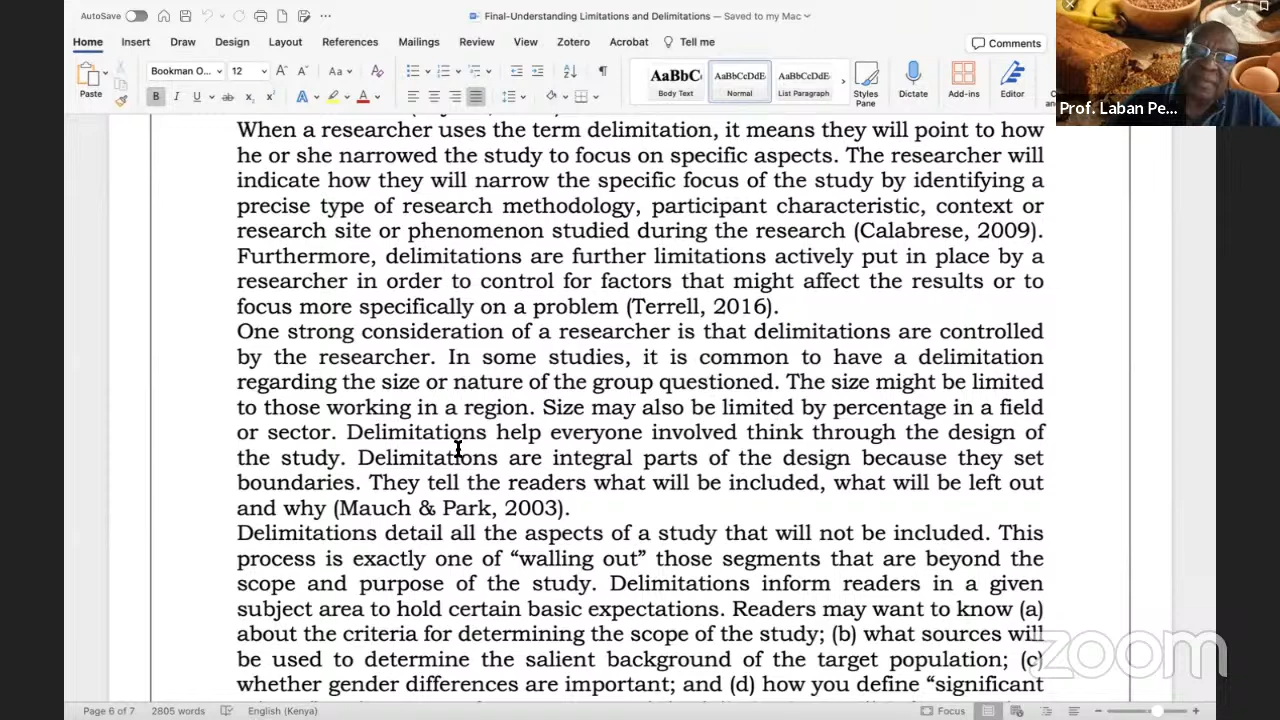 AutoSave
Final-Understanding Limitations and Delimitations — Saved to my Mac
Home Insert Draw Design Layout References Mailings Review View Zotero Acrobat Tell me
Comments
Paste
Bookman O... 12
AaBbC AaBbCcDdE AaBbCcDdE
Body Text Normal List Paragraph
Styles Pane
Dictate
Add-ins
Editor
Prof. Laban Pe...
When a researcher uses the term delimitation, it means they will point to how
he or she narrowed the study to focus on specific aspects. The researcher will
indicate how they will narrow the specific focus of the study by identifying a
precise type of research methodology, participant characteristic, context or
research site or phenomenon studied during the research (Calabrese, 2009).
Furthermore, delimitations are further limitations actively put in place by a
researcher in order to control for factors that might affect the results or to
focus more specifically on a problem (Terrell, 2016).
One strong consideration of a researcher is that delimitations are controlled
by the researcher. In some studies, it is common to have a delimitation
regarding the size or nature of the group questioned. The size might be limited
to those working in a region. Size may also be limited by percentage in a field
or sector. Delimitations help everyone involved think through the design of
the study. Delimitations are integral parts of the design because they set
boundaries. They tell the readers what will be included, what will be left out
and why (Mauch & Park, 2003).
Delimitations detail all the aspects of a study that will not be included. This
process is exactly one of “walling out” those segments that are beyond the
scope and purpose of the study. Delimitations inform readers in a given
subject area to hold certain basic expectations. Readers may want to know (a)
about the criteria for determining the scope of the study; (b) what sources will
be used to determine the salient background of the target population; (c)
whether gender differences are important; and (d) how you define “significant
zoom
Page 6 of 7 2805 words English (Kenya) Focus